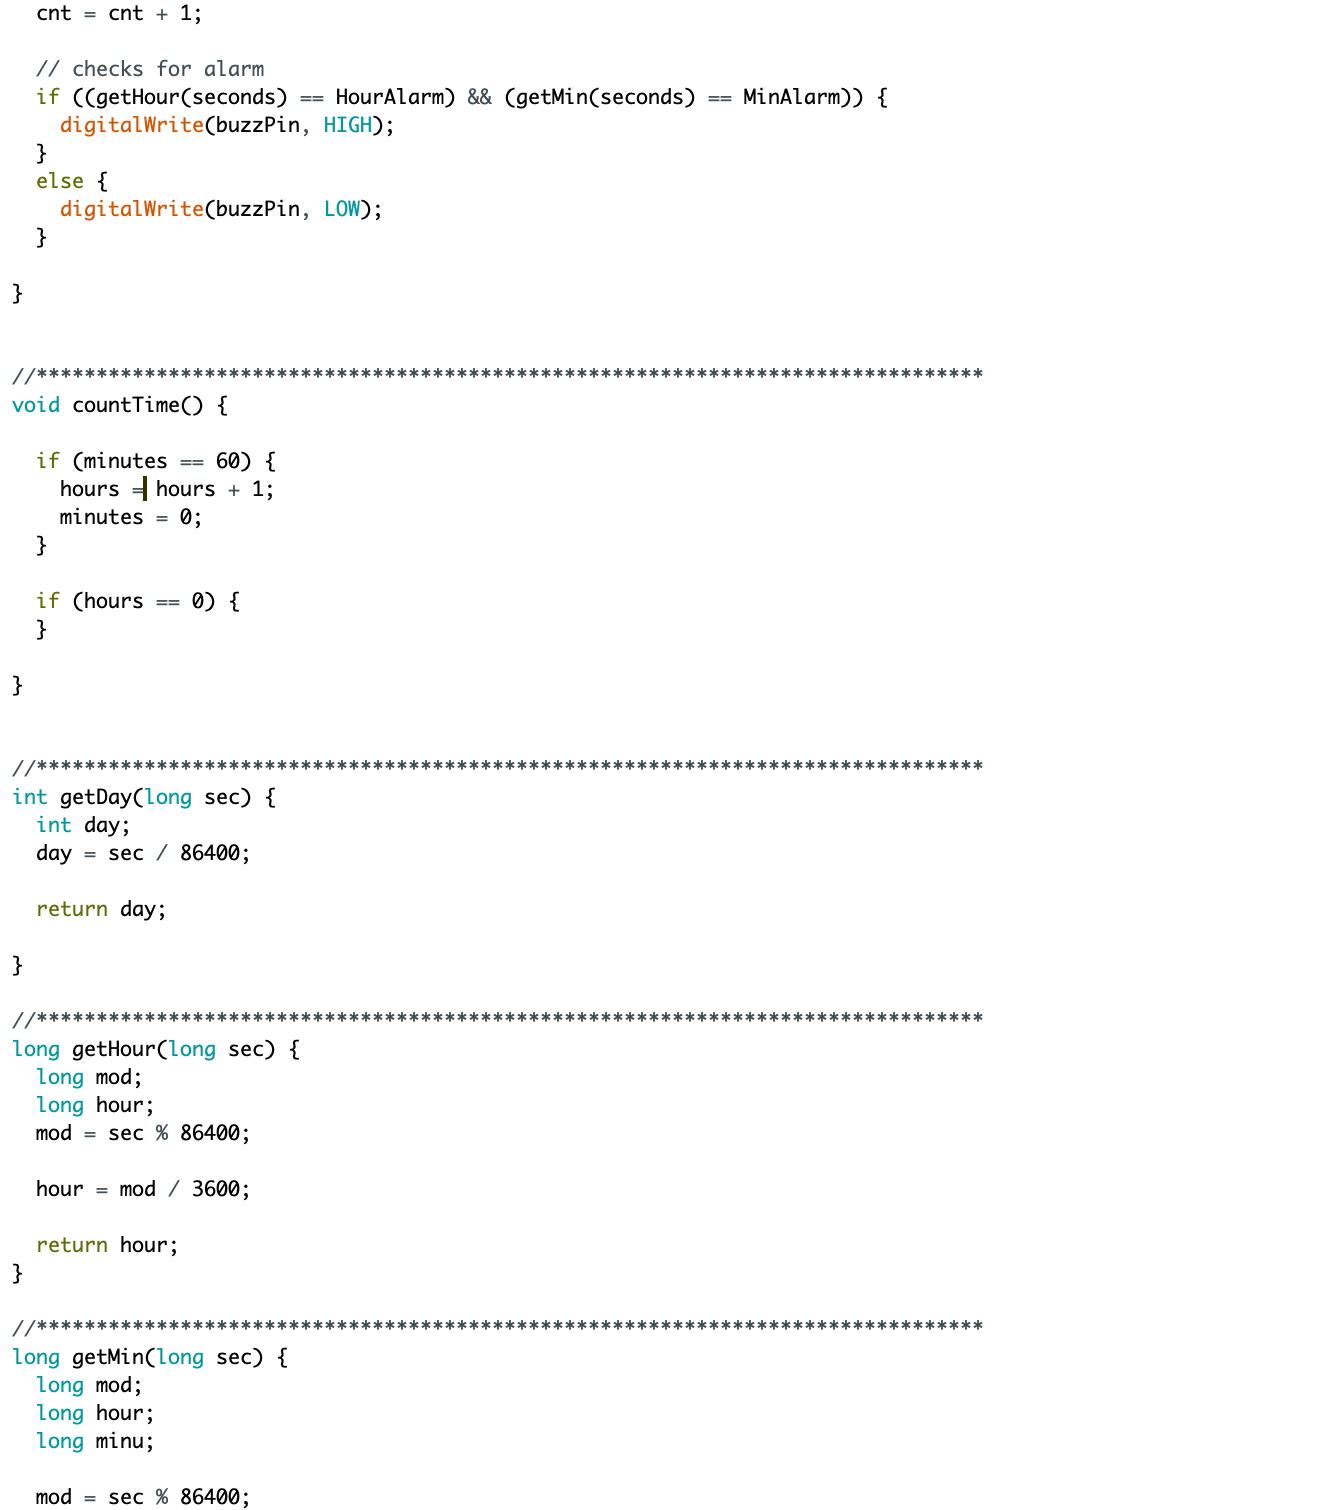 cnt = cnt + 1;
// checks for alarm
if ((getHour(seconds) == HourAlarm) && (getMin(seconds) == MinAlarm)) {
digitalWrite(buzzPin, HIGH);
}
else {
digitalWrite(buzzPin, LOW);
}
}
//*******************************************************************************
void countTime() {
if (minutes == 60) {
hours = hours + 1;
minutes = 0;
}
if (hours == 0) {
}
}
//*******************************************************************************
int getDay(long sec) {
int day;
day = sec / 86400;
return day;
}
//*******************************************************************************
long getHour(long sec) {
long mod;
long hour;
mod = sec % 86400;
hour = mod / 3600;
return hour;
}
//*******************************************************************************
long getMin(long sec) {
long mod;
long hour;
long minu;
mod = sec % 86400;